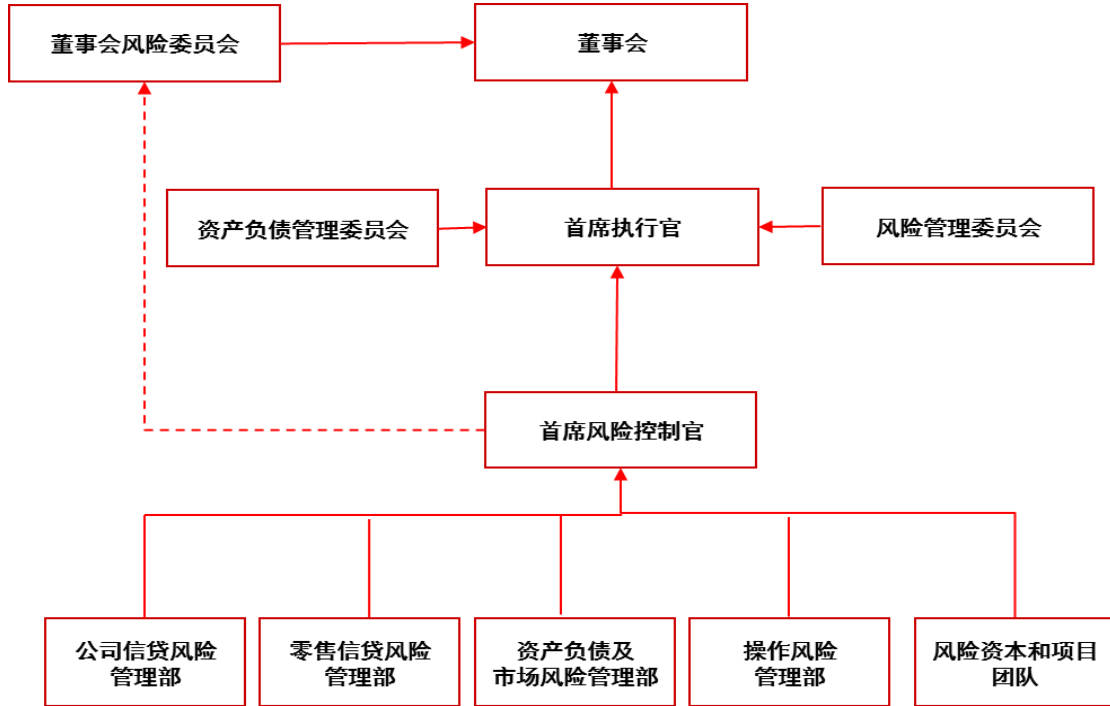 董事会风险委员会
董事会
资产负债管理委员会
首席执行官
风险管理委员会
首席风险控制官
公司信贷风险
管理部
零售信贷风险
管理部
资产负债及
市场风险管理部
操作风险
管理部
风险资本和项目
团队